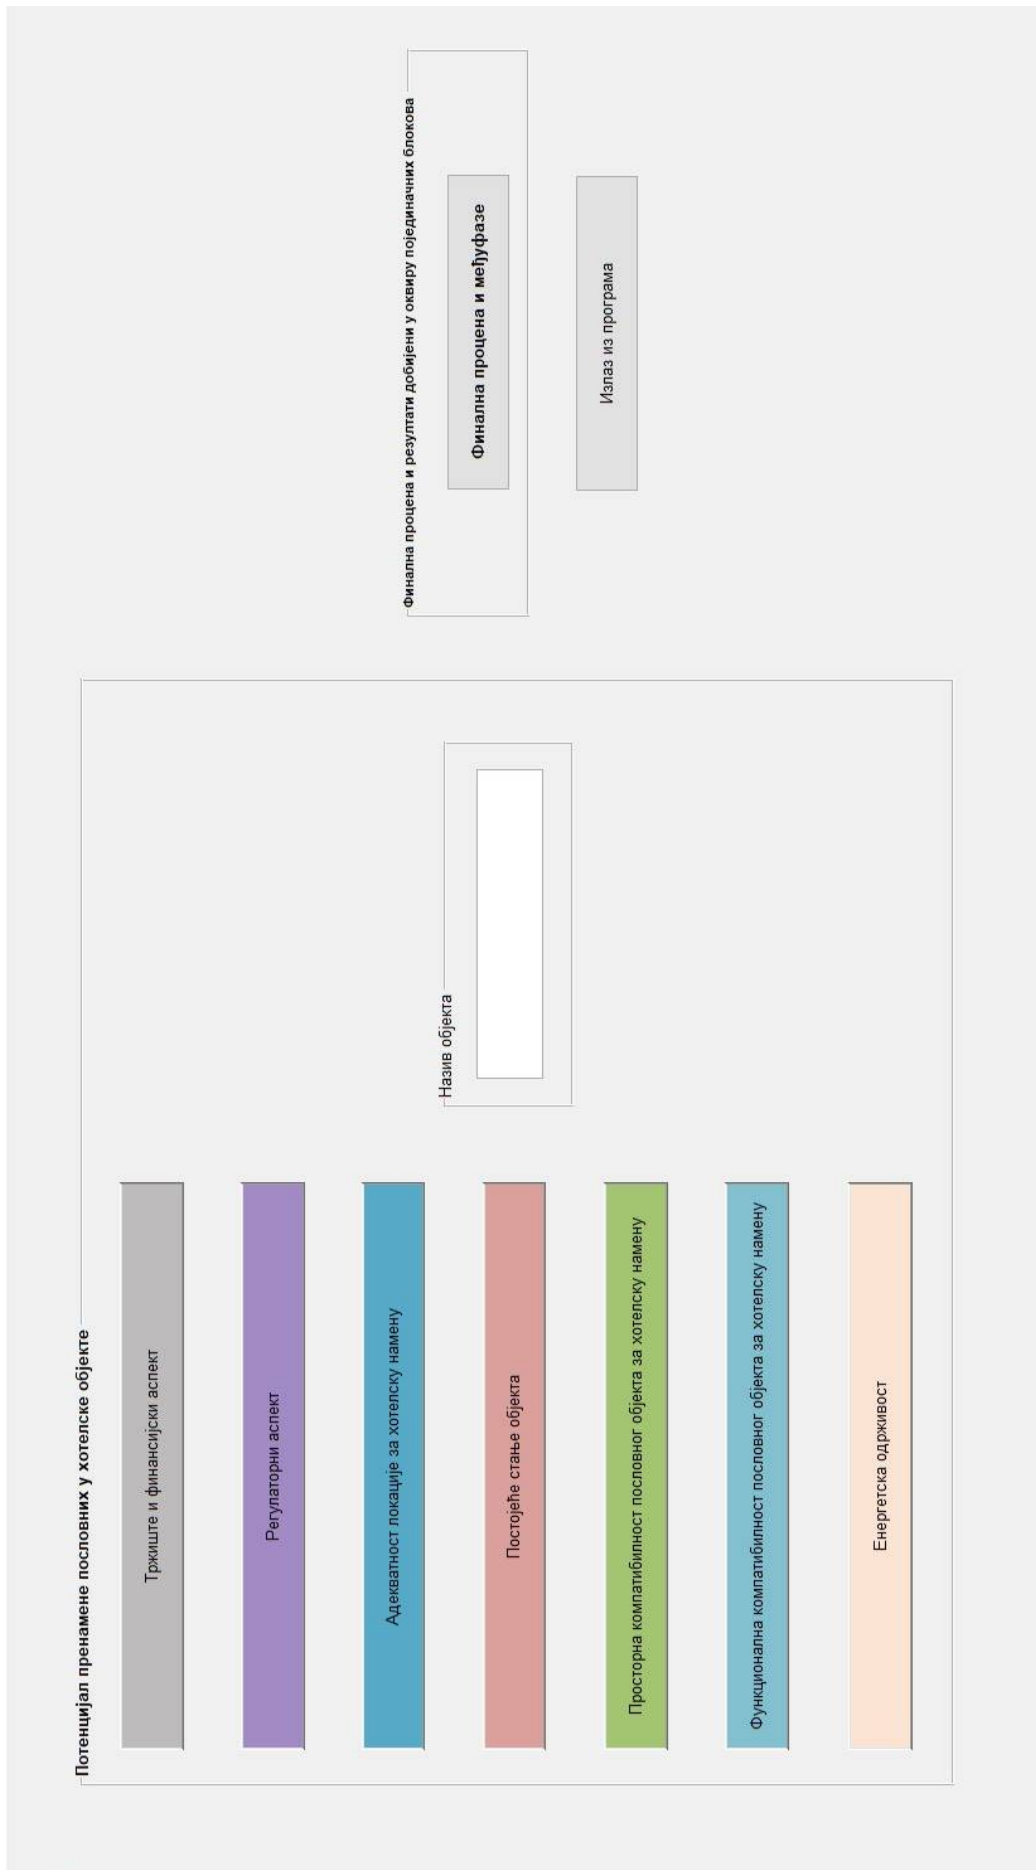 Потенцијал пренамене пословних у хотелске објекте
Тржиште и финансијски аспект
Регулаторни аспект
Адекватност локације за хотелску намену
Постојеће стање објекта
Просторна компатибилност пословног објекта за хотелску намену
Функционална компатибилност пословног објекта за хотелску намену
Енергетска одрживост
Назив објекта
Финална процена и резултати добијени у оквиру појединачних блокова
Финална процена и међуфазе
Излаз из програма